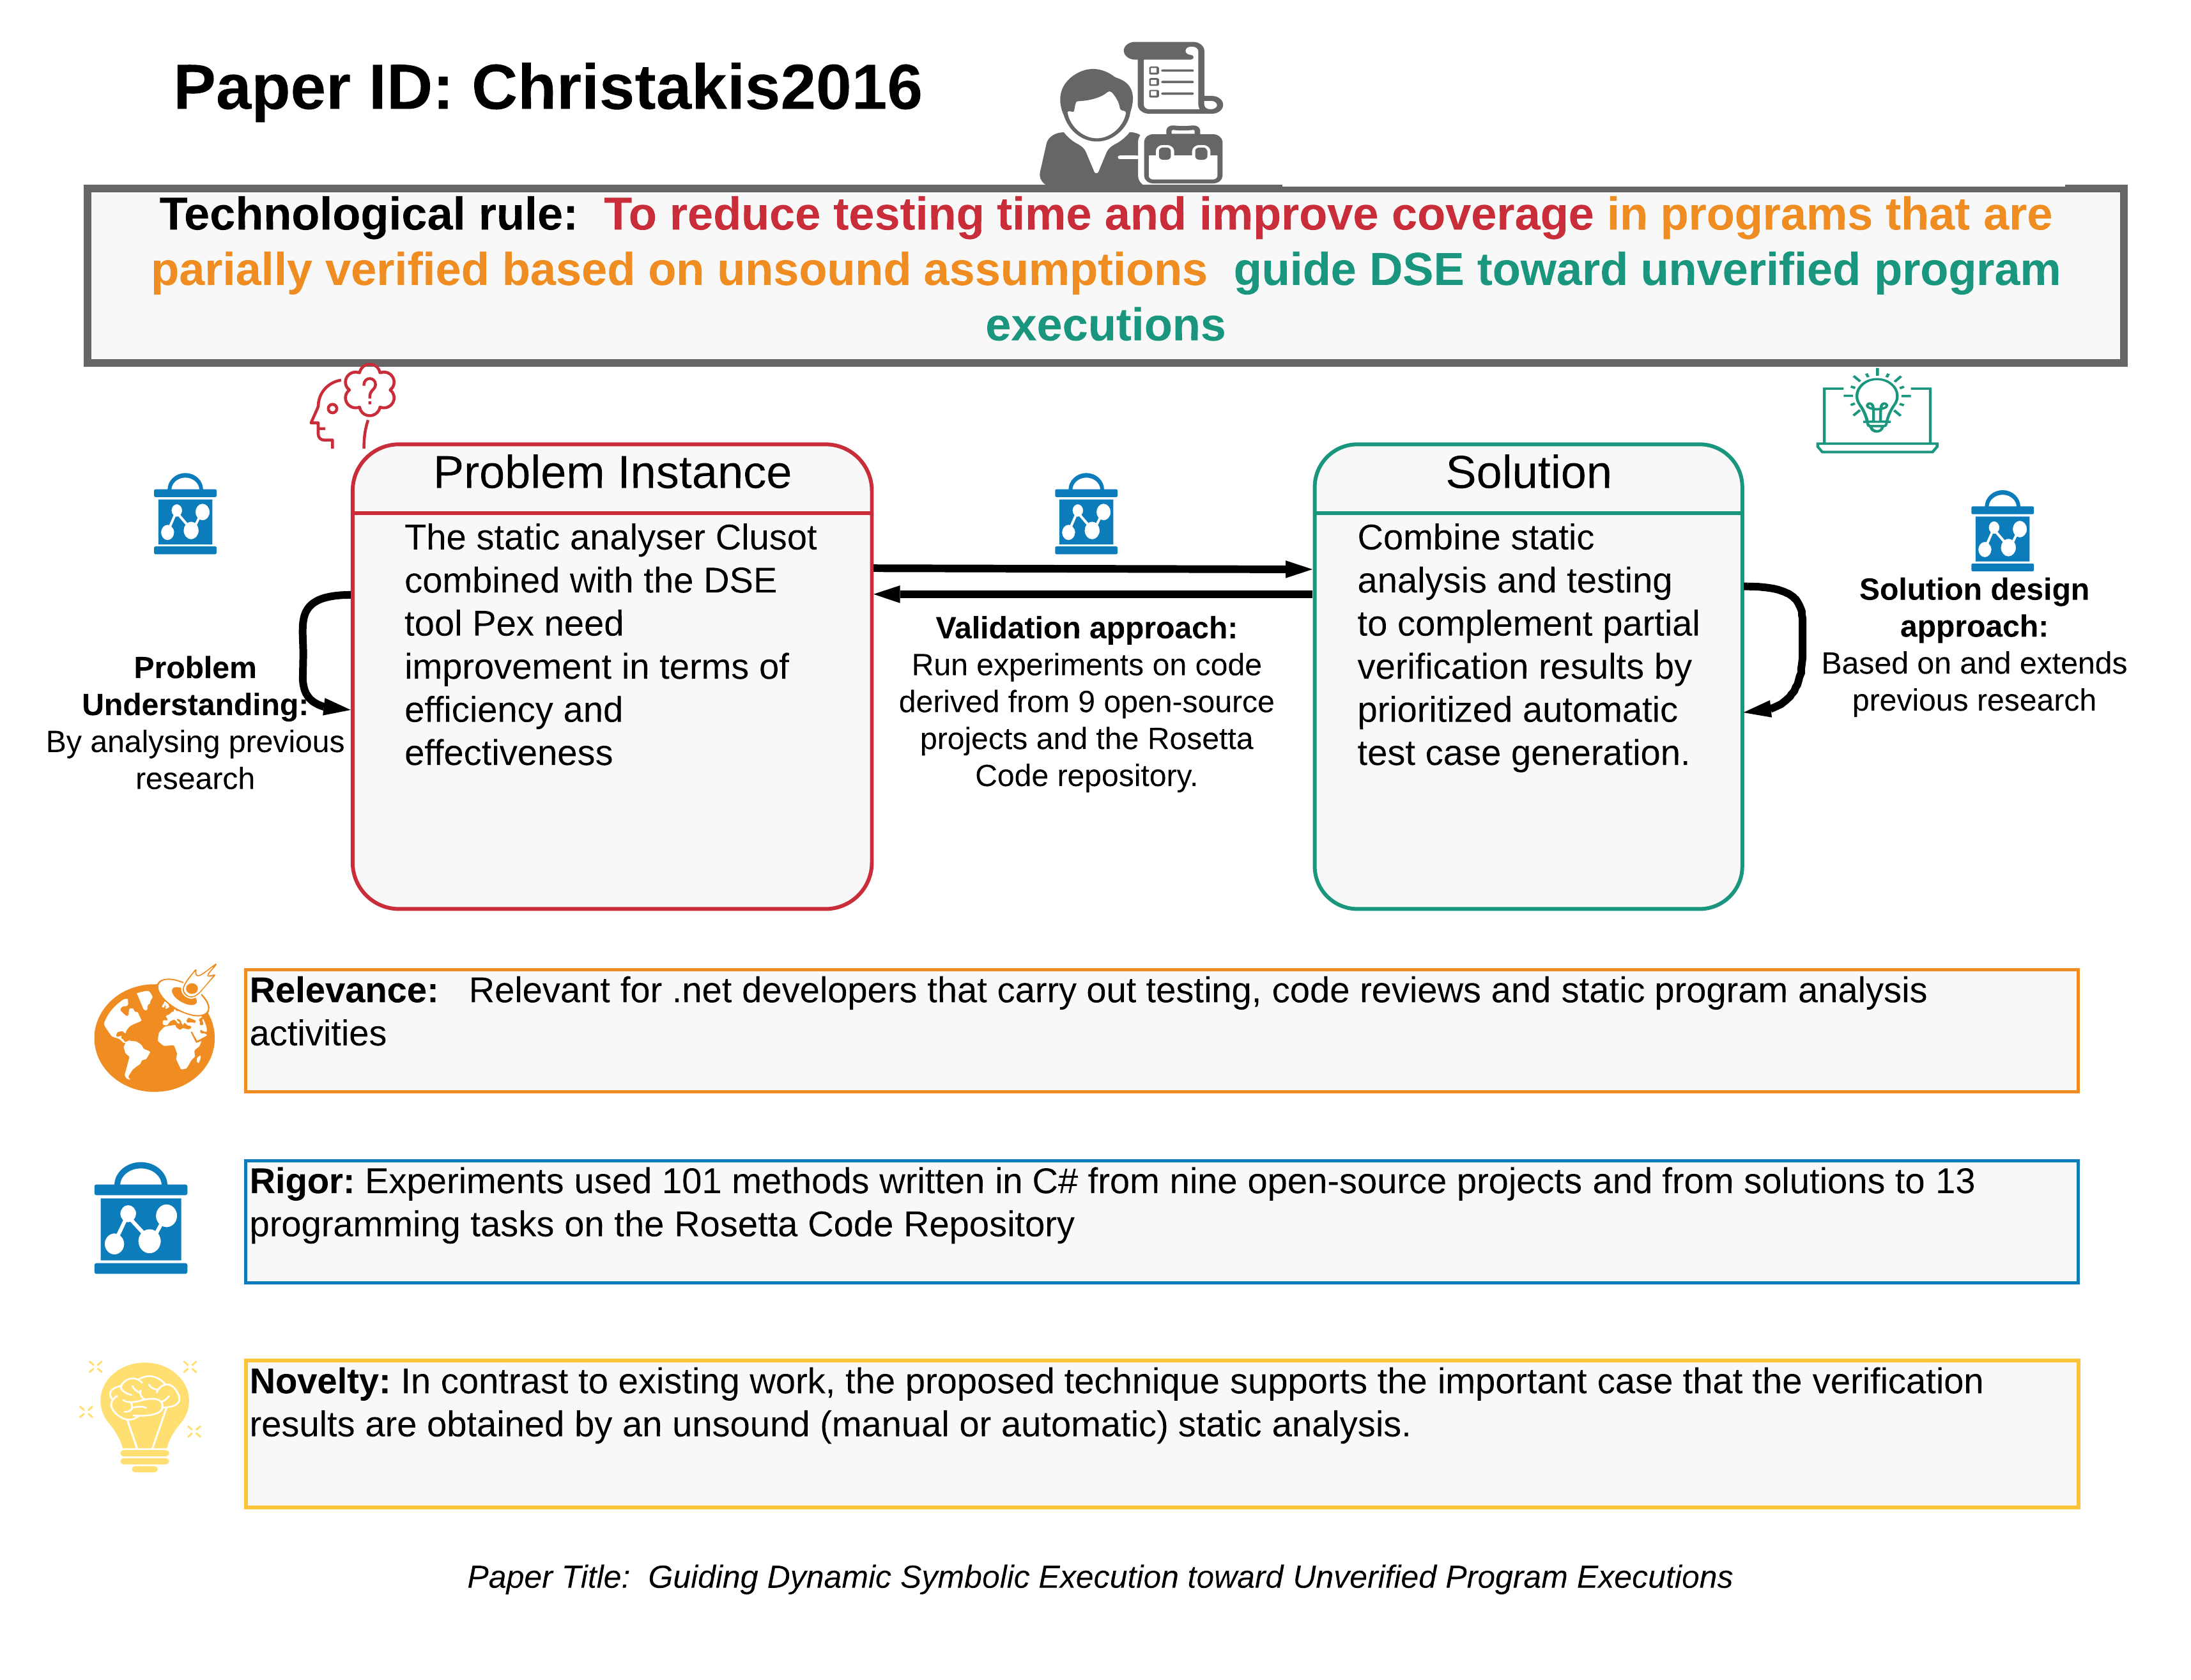 Paper ID: Christakis2016
Technological rule: To reduce testing time and improve coverage in programs that are
parially verified based on unsound assumptions guide DSE toward unverified program
executions
?
Problem Instance
The static analyser Clusot
combined with the DSE
tool Pex need
improvement in terms of
efficiency and
effectiveness
Solution
Combine static
analysis and testing
to complement partial
verification results by
prioritized automatic
test case generation.
Problem
Understanding:
By analysing previous
research
Validation approach:
Run experiments on code
derived from 9 open-source
projects and the Rosetta
Code repository.
Solution design
approach:
Based on and extends
previous research
Relevance: Relevant for .net developers that carry out testing, code reviews and static program analysis
activities
Rigor: Experiments used 101 methods written in C# from nine open-source projects and from solutions to 13
programming tasks on the Rosetta Code Repository
Novelty: In contrast to existing work, the proposed technique supports the important case that the verification
results are obtained by an unsound (manual or automatic) static analysis.
Paper Title: Guiding Dynamic Symbolic Execution toward Unverified Program Executions